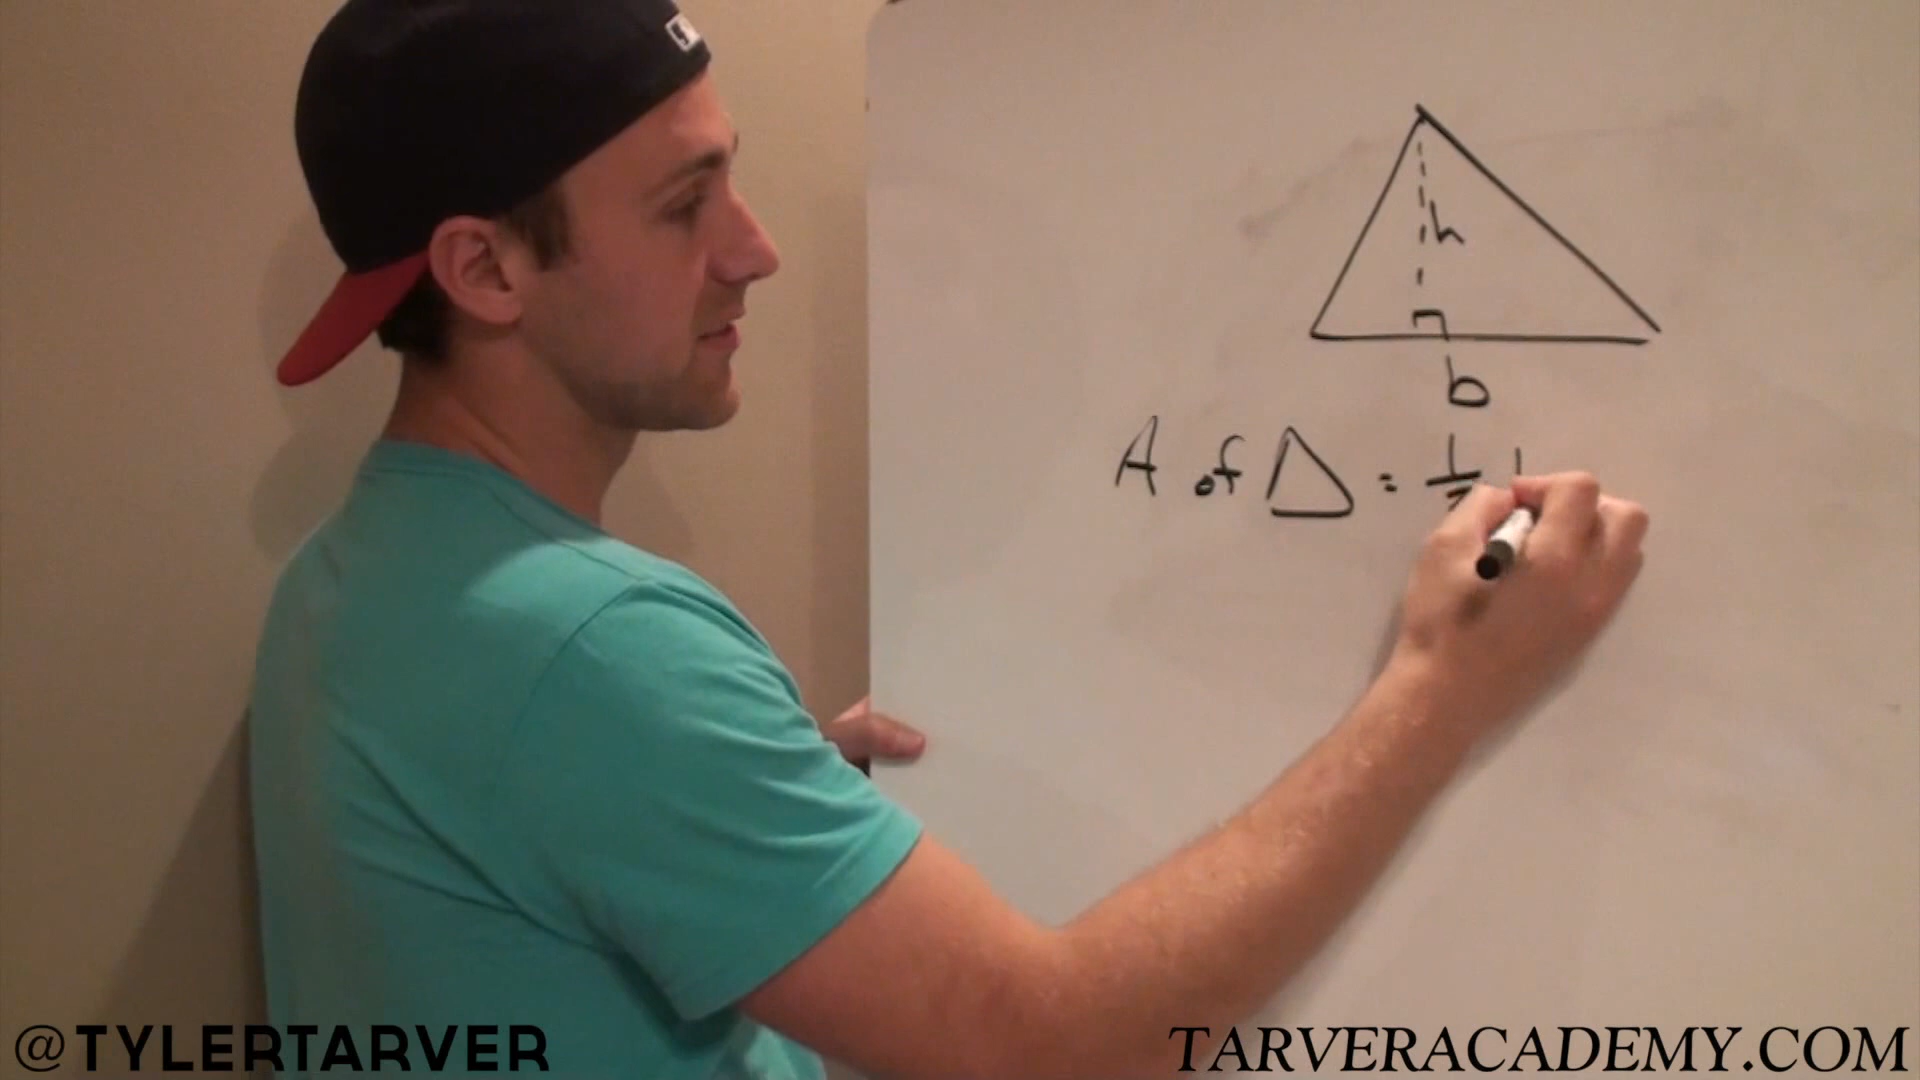 h
b
A of △ = 1/2
@TYLERTARVER
TARVERACADEMY.COM